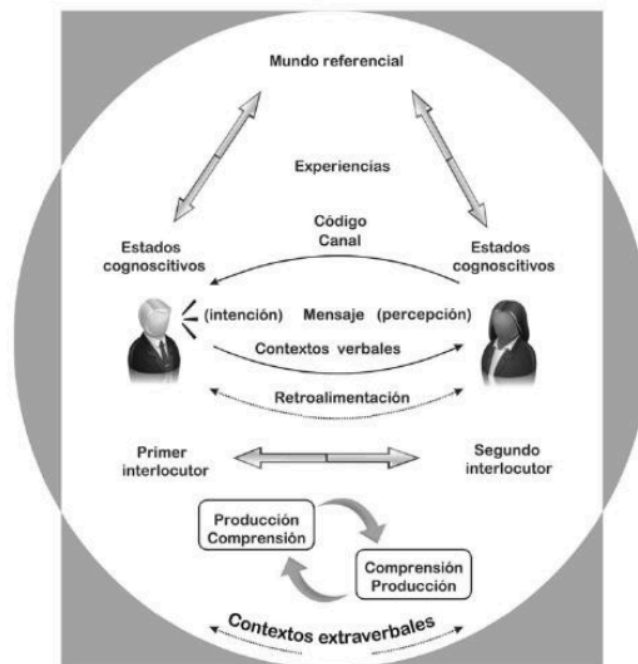 Mundo referencial
Experiencias
Código
Canal
Estados
cognoscitivos
Estados
cognoscitivos
(intención) Mensaje (percepción)
Contextos verbales
Retroalimentación
Primer
interlocutor
Segundo
interlocutor
Producción
Comprensión
Comprensión
Producción
Contextos extraverbales